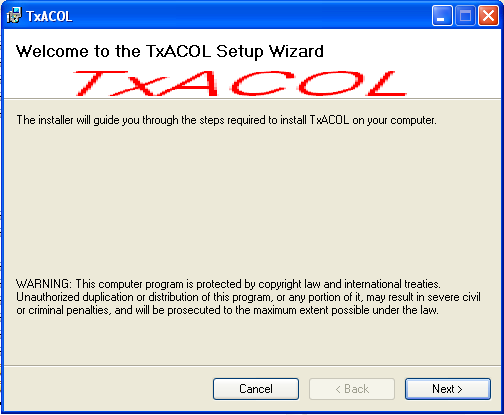 TxACOL
Welcome to the TxACOL Setup Wizard
TxACOL
The installer will guide you through the steps required to install TxACOL on your computer.
WARNING: This computer program is protected by copyright law and international treaties.
Unauthorized duplication or distribution of this program, or any portion of it, may result in severe civil
or criminal penalties, and will be prosecuted to the maximum extent possible under the law.
Cancel
< Back
Next >